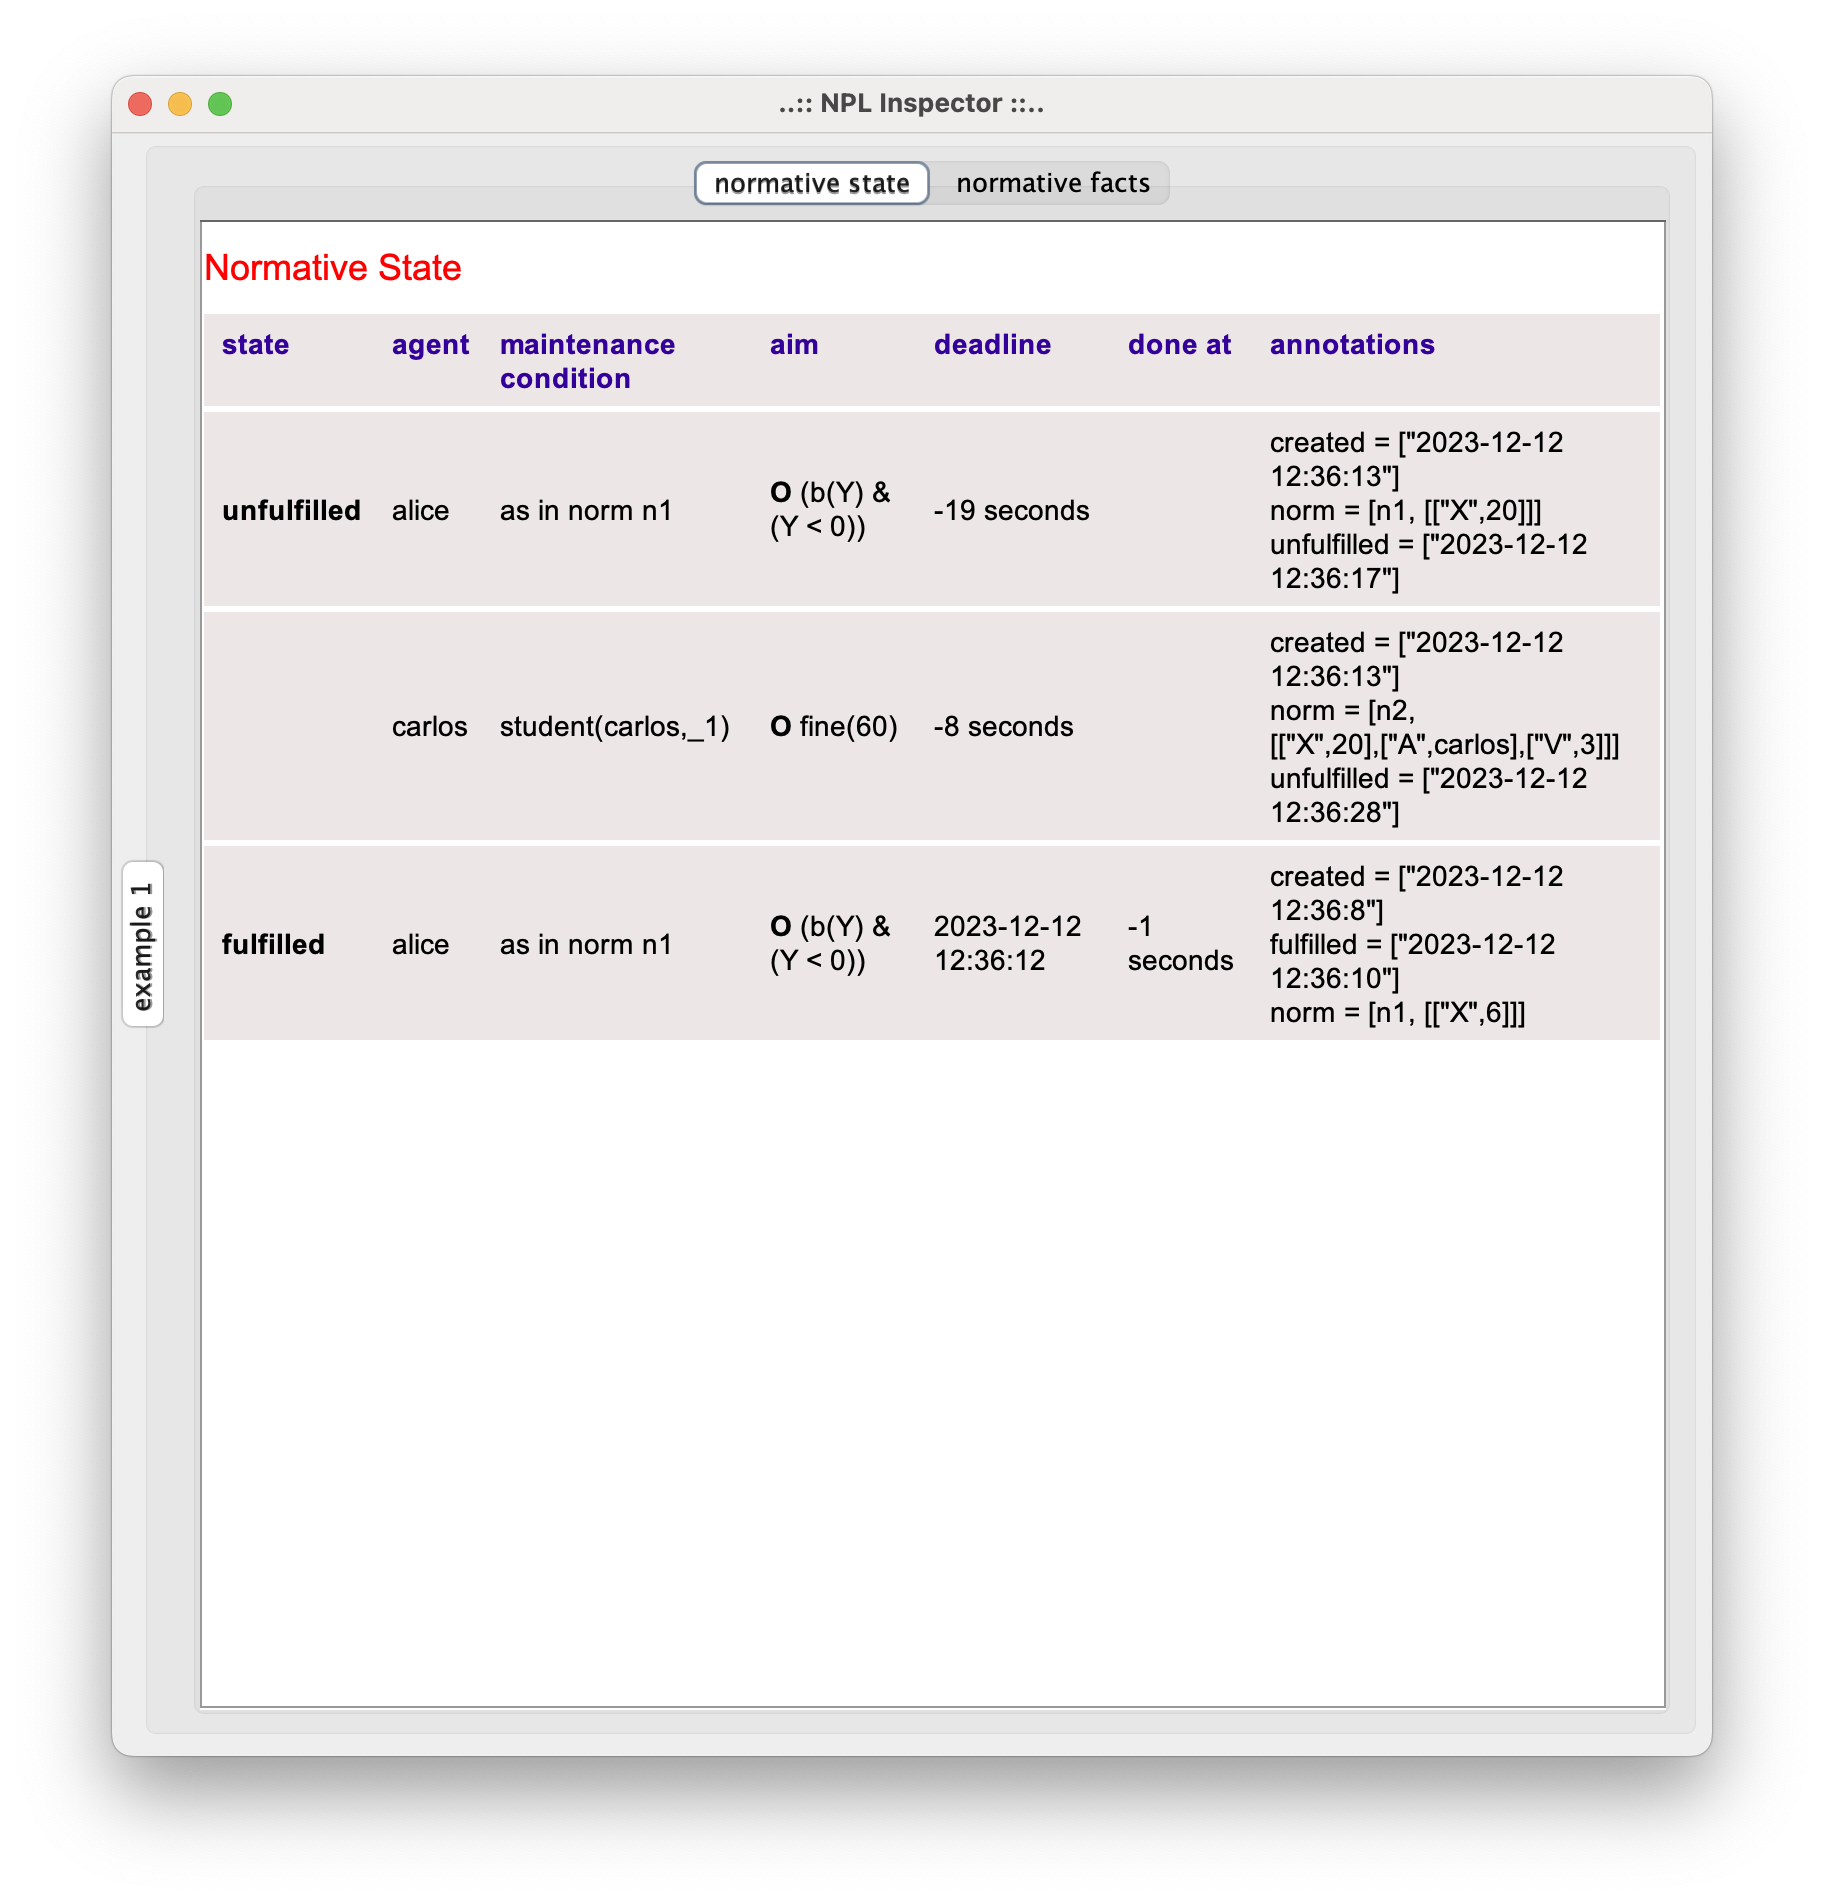 ..:: NPL Inspector ::..
normative state normative facts
Normative State
state agent maintenance condition aim deadline done at annotations
unfulfilled alice as in norm n1 O (b(Y) & (Y < 0)) -19 seconds
created = ["2023-12-12
12:36:13"]
norm = [n1, [["X",20]]]
unfulfilled = ["2023-12-12
12:36:17"]
carlos student(carlos,_1) O fine(60) -8 seconds
created = ["2023-12-12
12:36:13"]
norm = [n2,
[["X",20],["A",carlos],["V",3]]]
unfulfilled = ["2023-12-12
12:36:28"]
fulfilled alice as in norm n1 O (b(Y) & (Y < 0)) 2023-12-12 12:36:12 -1 seconds
created = ["2023-12-12
12:36:8"]
fulfilled = ["2023-12-12
12:36:10"]
norm = [n1, [["X",6]]]
example 1